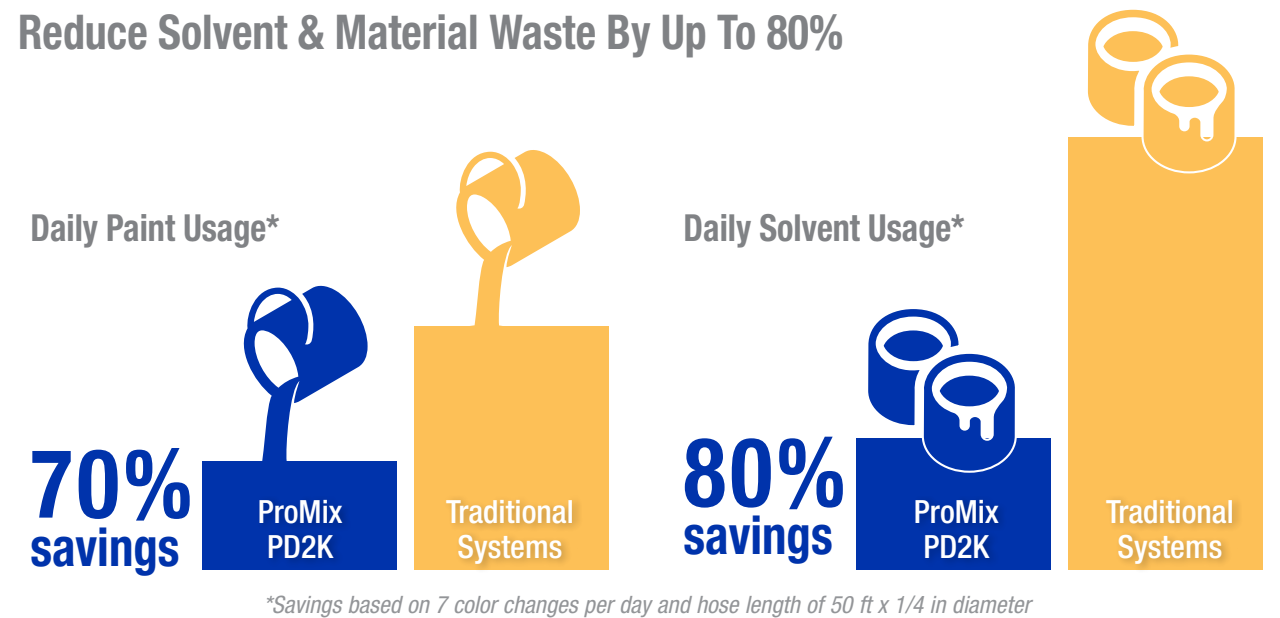 Reduce Solvent & Material Waste By Up To 80%
Daily Paint Usage*
70%
savings
ProMix
PD2K
Traditional
Systems
Daily Solvent Usage*
80%
savings
ProMix
PD2K
Traditional
Systems
*Savings based on 7 color changes per day and hose length of 50 ft x 1/4 in diameter